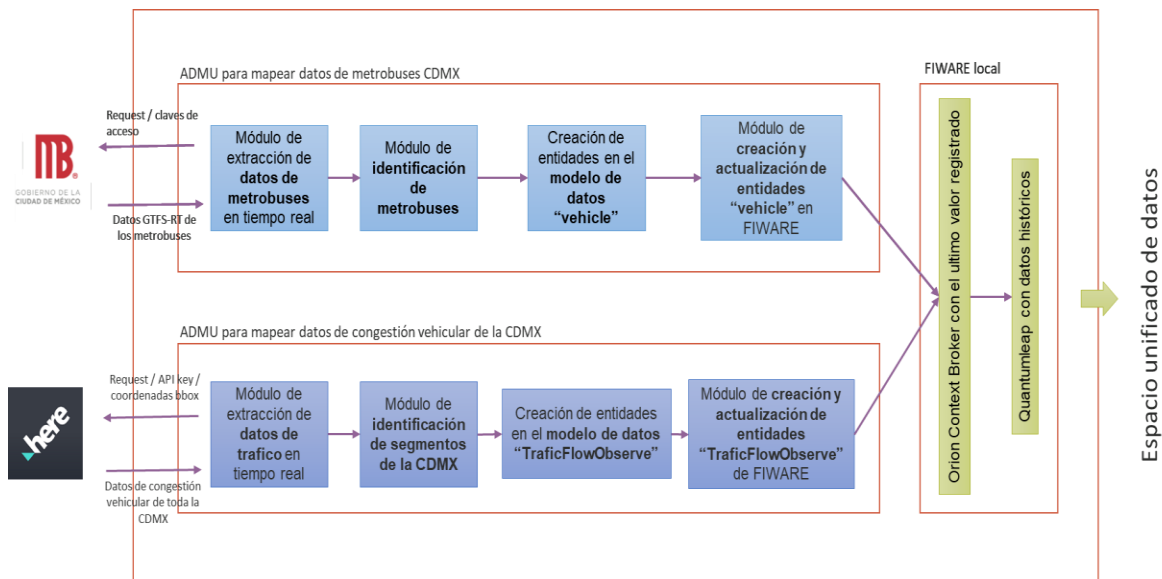 ADMU para mapear datos de metrobuses CDMX
FIWARE local
Request / claves de
acceso
MB®
GOBIERNO DE LA
CIUDAD DE MÉXICO
Datos GTFS-RT de
los metrobuses
Módulo de
extracción de
datos de
metrobuses
en tiempo real
Módulo de
identificación
de
metrobuses
Creación de
entidades en el
modelo de
datos
“vehicle”
Módulo de
creación y
actualización
de entidades
“vehicle” en
FIWARE
ADMU para mapear datos de congestión vehicular de la CDMX
Request / API key /
coordenadas bbox
here
Datos de congestión
vehicular de toda la
CDMX
Módulo de
extracción de
datos de
trafico en
tiempo real
Módulo de
identificación
de segmentos
de la CDMX
Creación de entidades
en el modelo de datos
“TraficFlowObserve”
Módulo de creación y
actualización de
entidades
“TraficFlowObserve”
de FIWARE
Orion Context Broker con el ultimo valor registrado
Quantumleap con datos históricos
Espacio unificado de datos